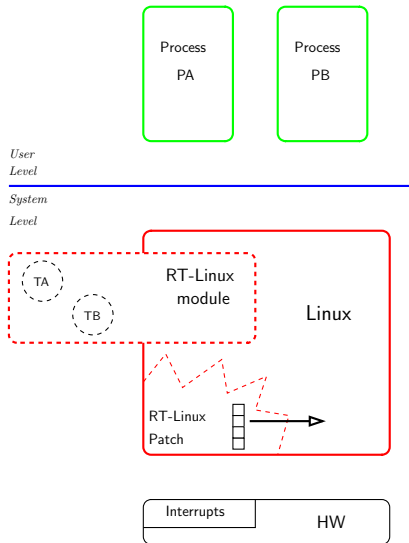 Process
PA
Process
PB
User
Level
System
Level
TA
TB
RT-Linux
module
Linux
RT-Linux
Patch
Interrupts
HW